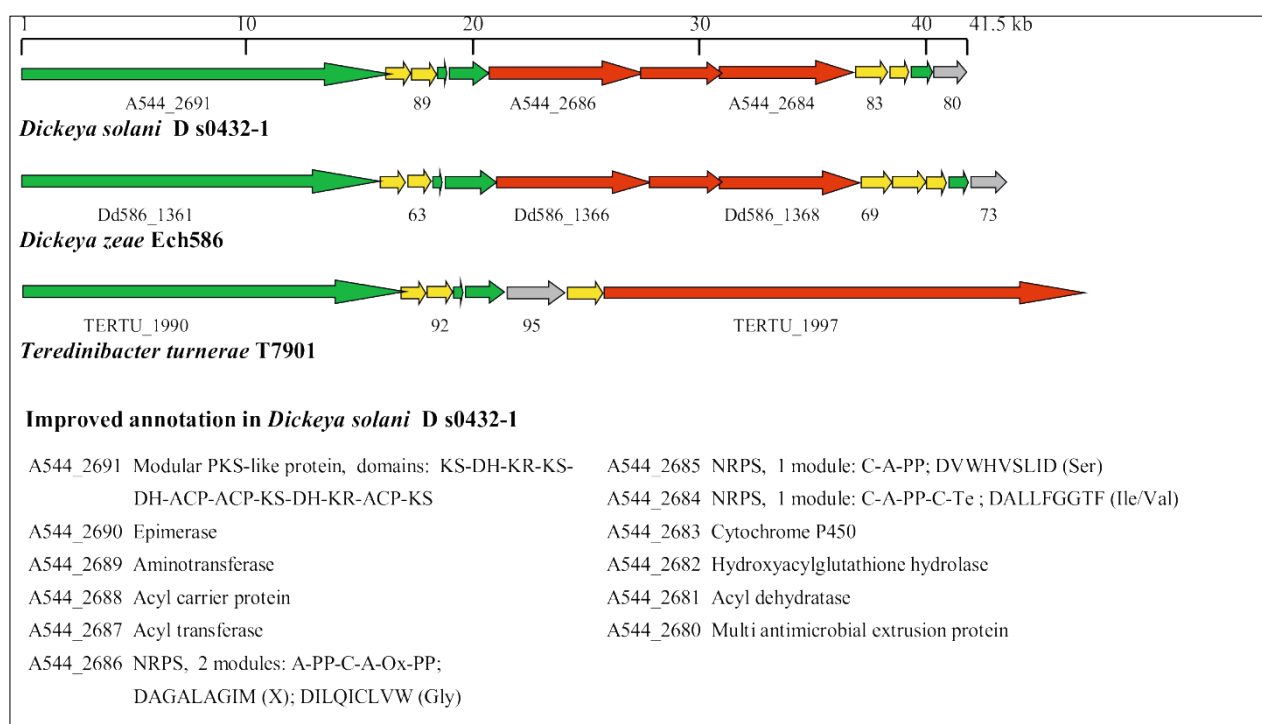 1 10 20 30 40 41.5 kb
A544_2691 89 A544_2686 A544_2684 83 80
Dickeya solani D s0432-1
Dd586_1361 63 Dd586_1366 Dd586_1368 69 73
Dickeya zeae Ech586
TERTU_1990 92 95 TERTU_1997
Teredinibacter turnerae T7901
Improved annotation in Dickeya solani D s0432-1
A544_2691 Modular PKS-like protein, domains: KS-DH-KR-KS-
DH-ACP-ACP-KS-DH-KR-ACP-KS
A544_2690 Epimerase
A544_2689 Aminotransferase
A544_2688 Acyl carrier protein
A544_2687 Acyl transferase
A544_2686 NRPS, 2 modules: A-PP-C-A-Ox-PP;
DAGALAGIM (X); DILQICLVW (Gly)
A544_2685 NRPS, 1 module: C-A-PP; DVWHVSLID (Ser)
A544_2684 NRPS, 1 module: C-A-PP-C-Te ; DALLFGGTF (Ile/Val)
A544_2683 Cytochrome P450
A544_2682 Hydroxyacylglutathione hydrolase
A544_2681 Acyl dehydratase
A544_2680 Multi antimicrobial extrusion protein